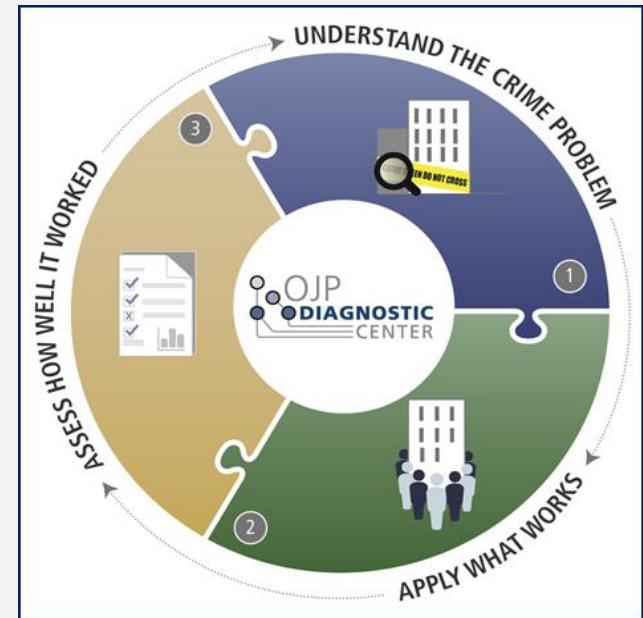 UNDERSTAND THE CRIME PROBLEM
1
APPLY WHAT WORKS
2
ASSESS HOW WELL IT WORKED
3
DO NOT CROSS
OJP
DIAGNOSTIC
CENTER